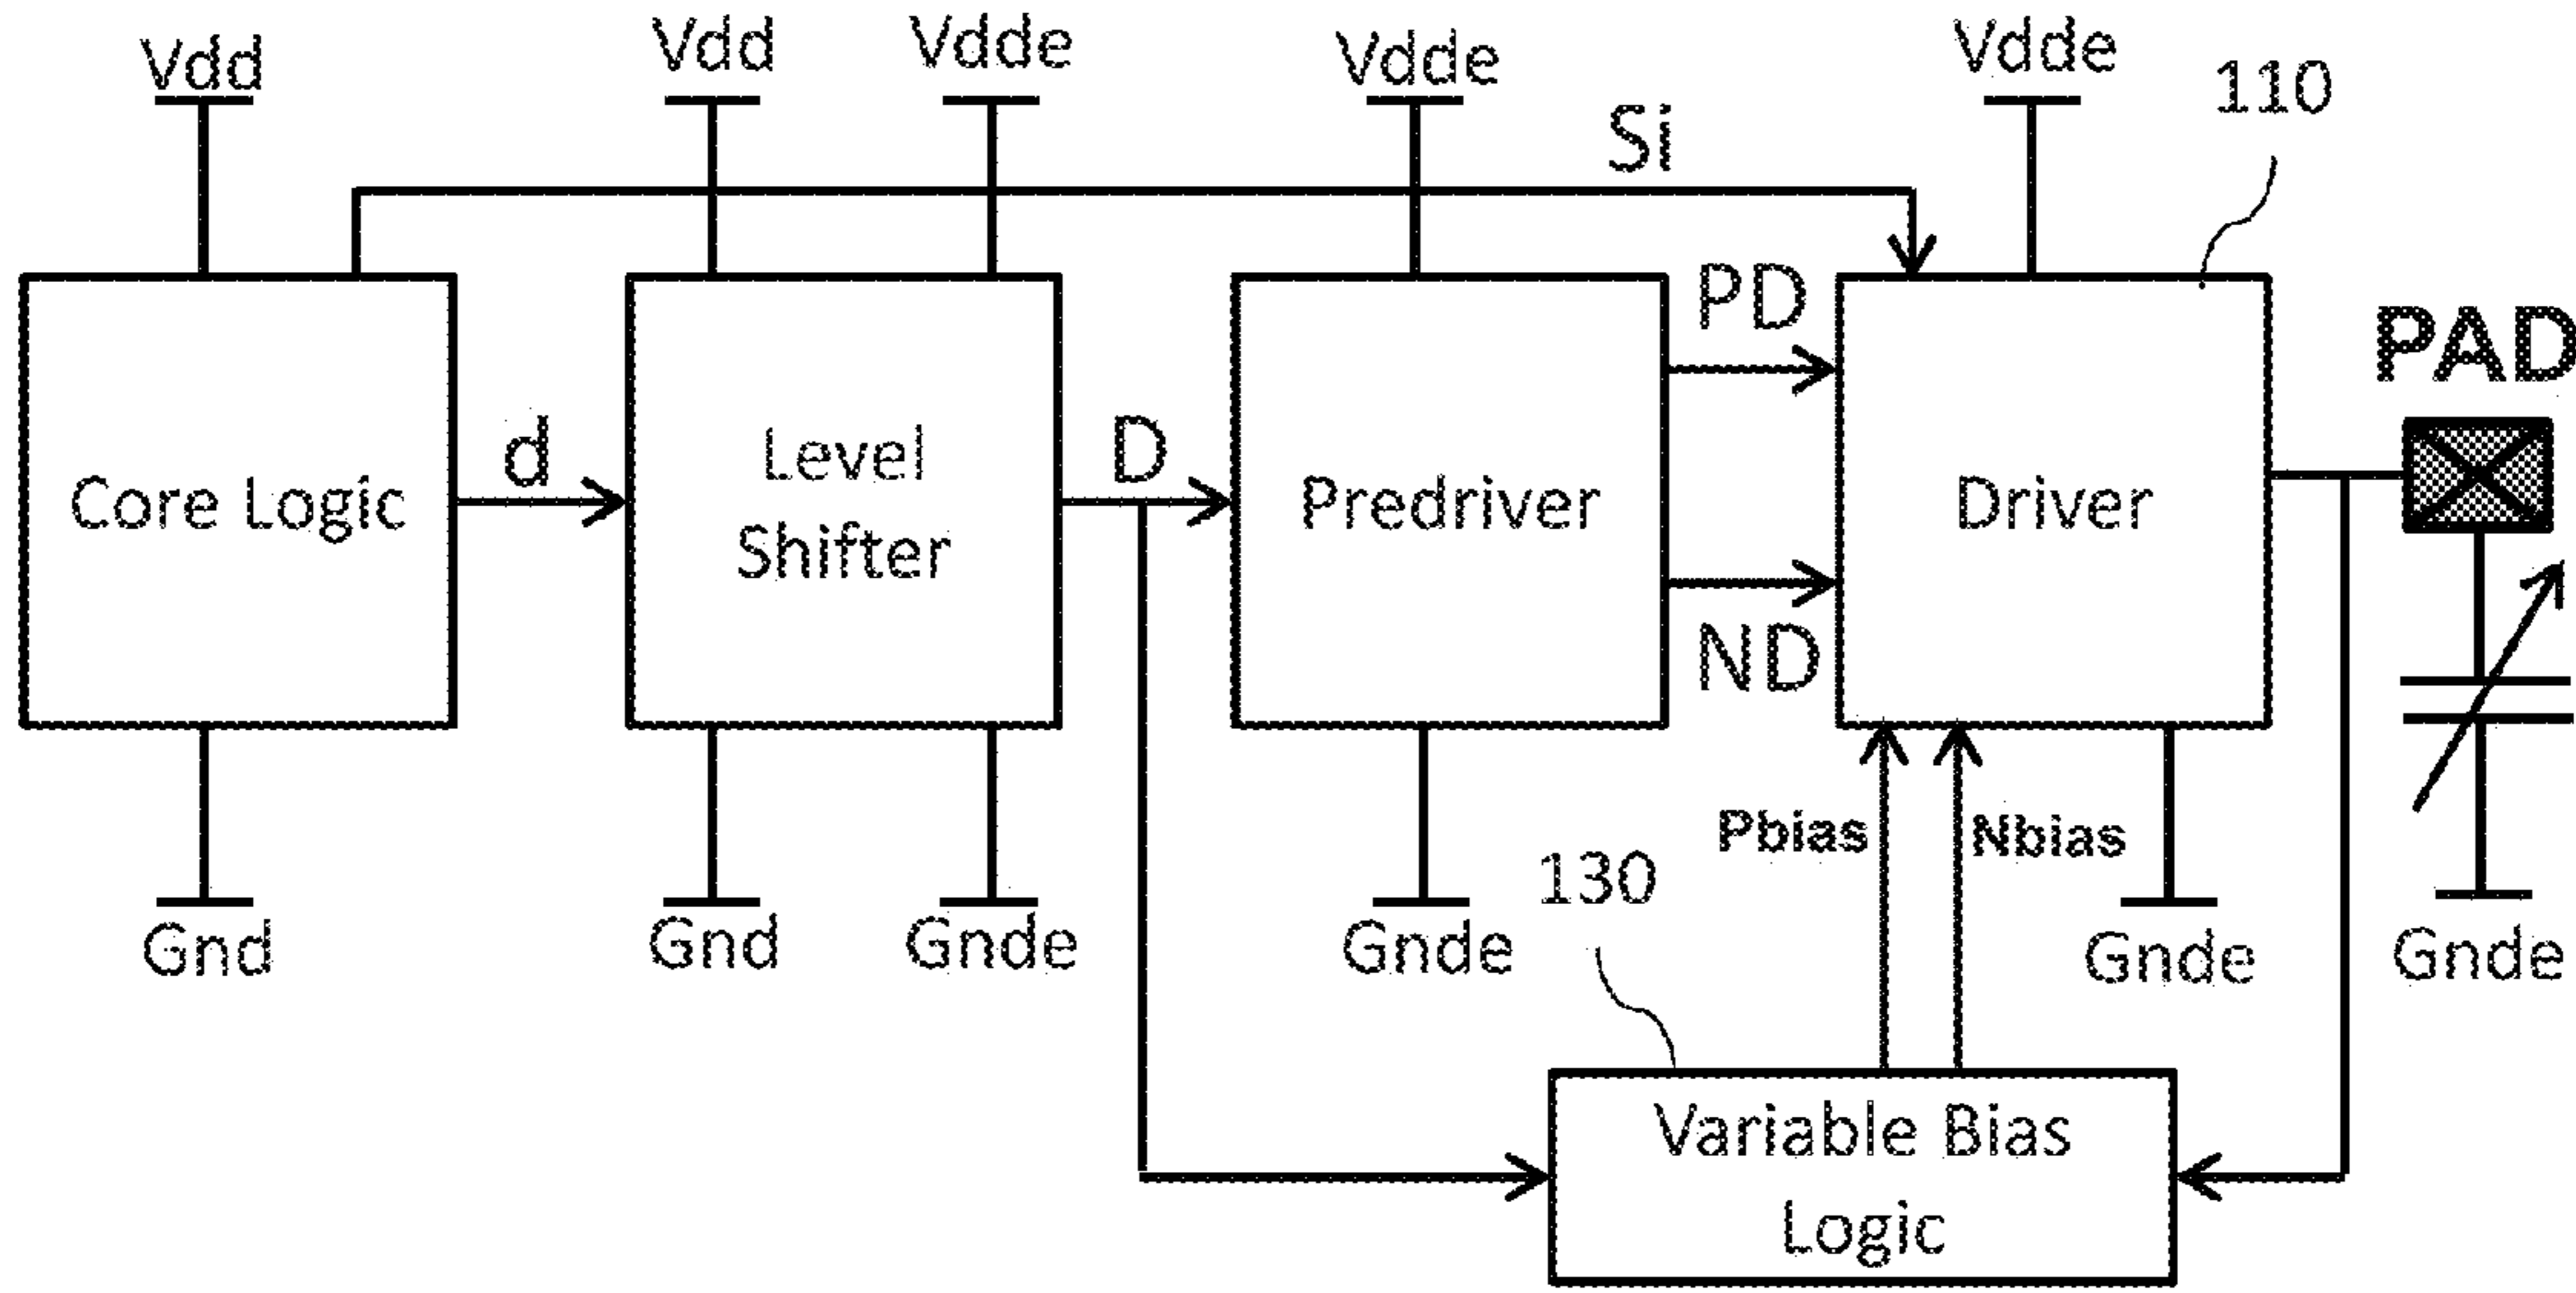 Vdd
Vdd
Vdde
Vdde
Vdde
110
Si
PD
PAD
Core Logic
d
Level
Shifter
D
Predriver
Driver
ND
Pbias
Nbias
130
Gnd
Gnd
Gnde
Gnde
Gnde
Gnde
Variable Bias
Logic